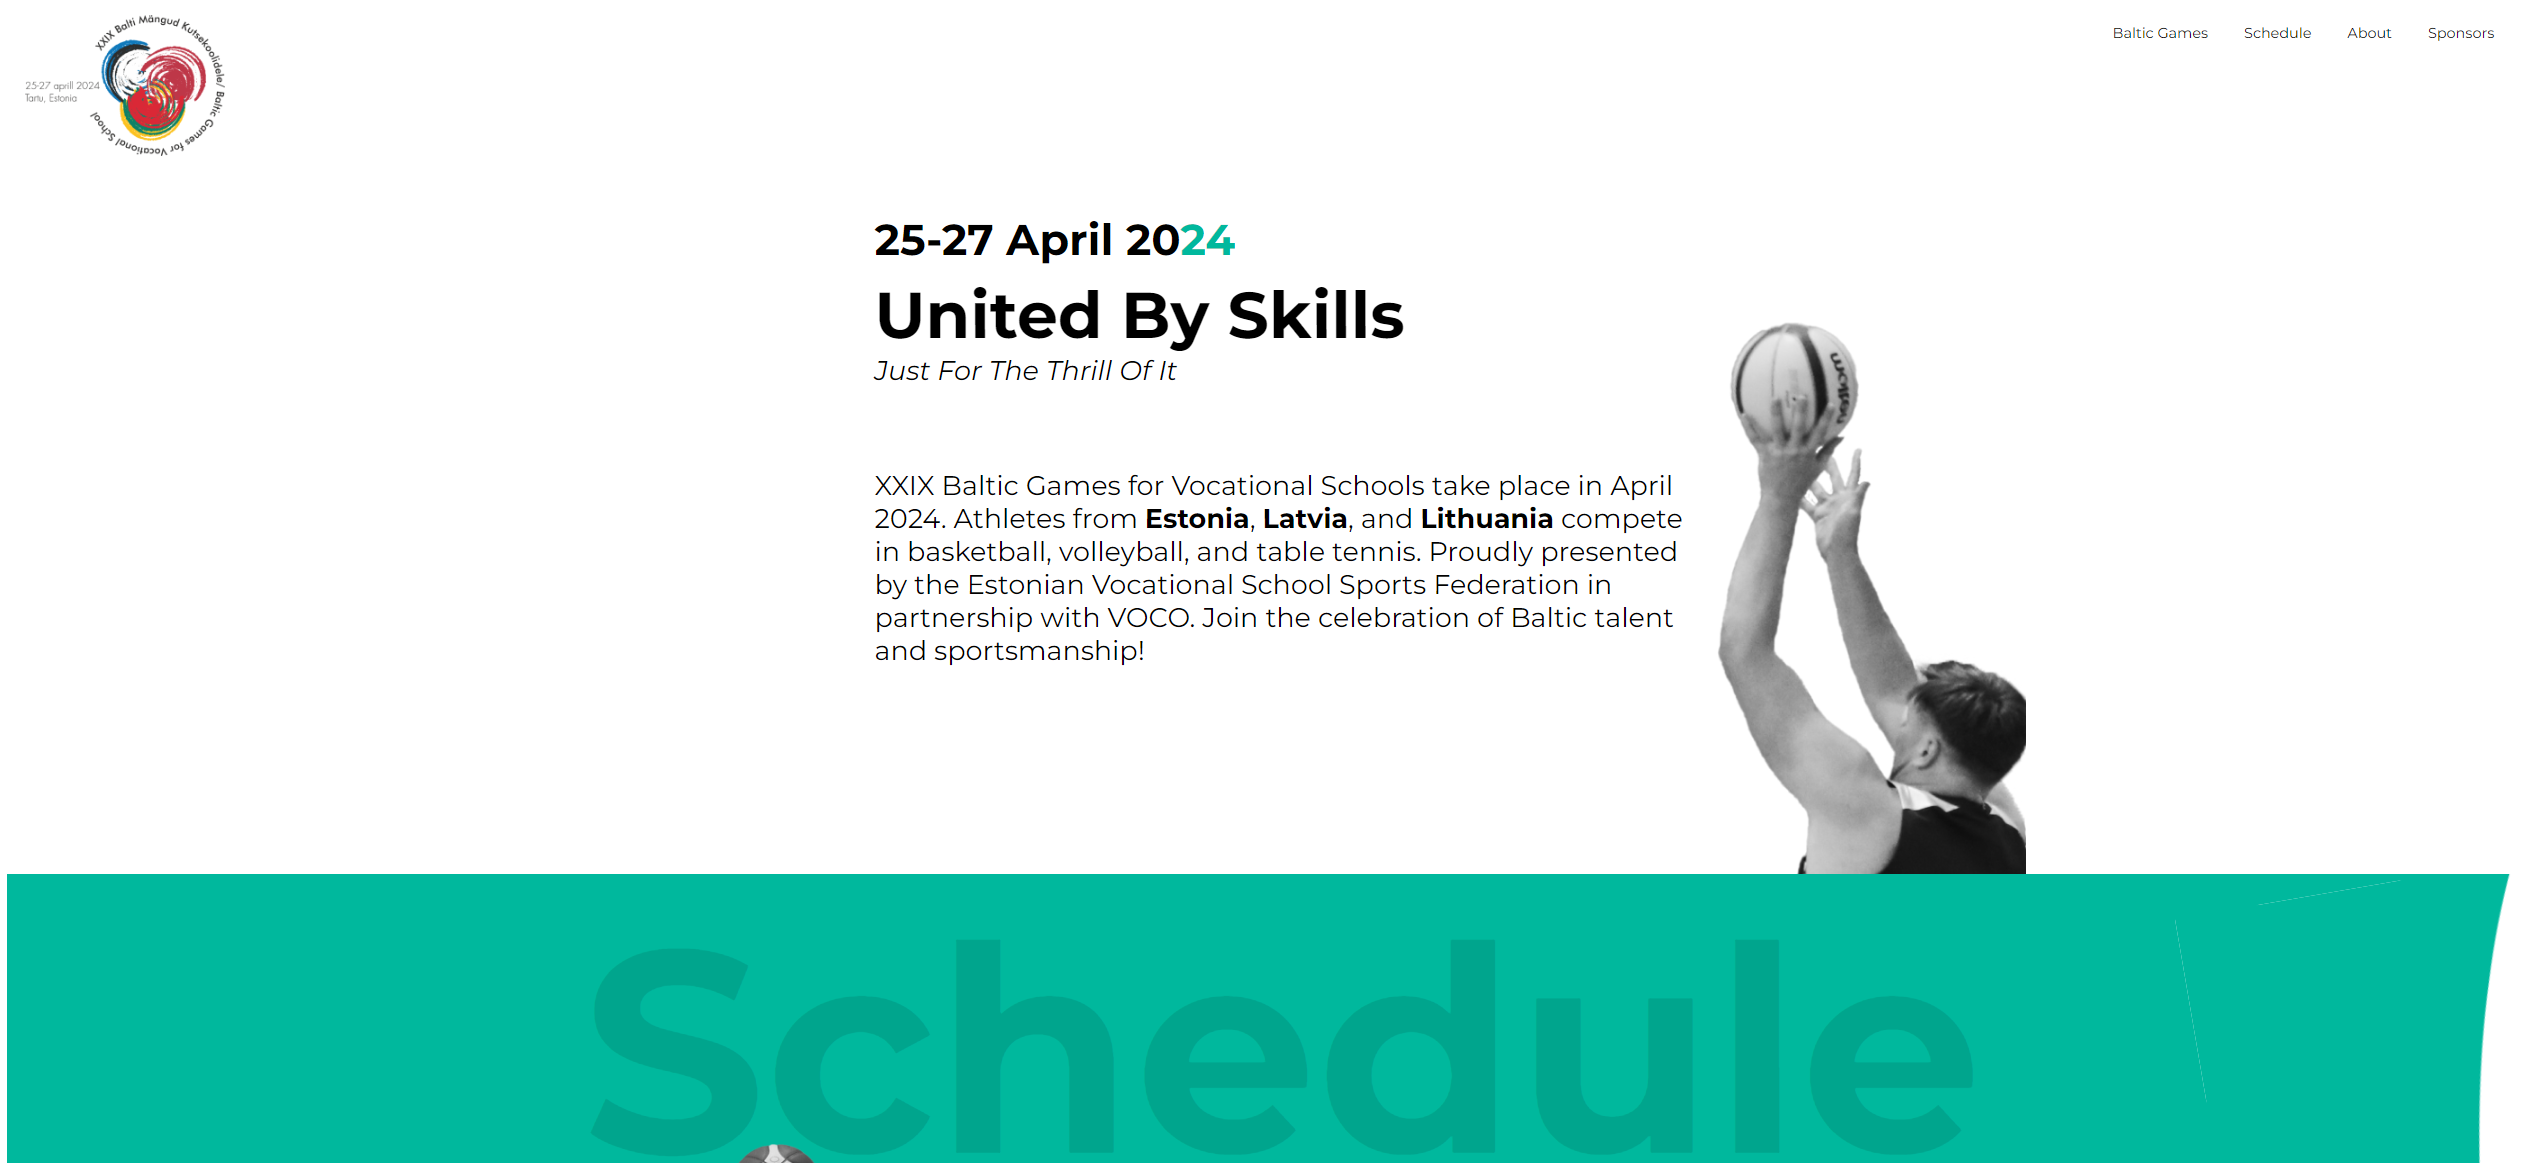 XXIX Balti Mängud Kutsekoolidele/ Baltic Games for Vocational School
25-27 aprill 2024
Tartu, Estonia
Baltic Games
Schedule
About
Sponsors
25-27 April 2024
United By Skills
Just For The Thrill Of It
XXIX Baltic Games for Vocational Schools take place in April
2024. Athletes from Estonia, Latvia, and Lithuania compete
in basketball, volleyball, and table tennis. Proudly presented
by the Estonian Vocational School Sports Federation in
partnership with VOCO. Join the celebration of Baltic talent
and sportsmanship!
Schedule